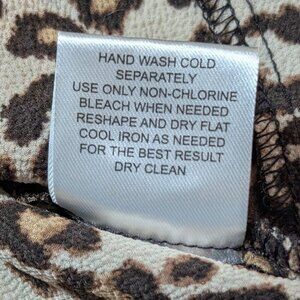 HAND WASH COLD
SEPARATELY
USE ONLY NON-CHLORINE
BLEACH WHEN NEEDED
RESHAPE AND DRY FLAT
COOL IRON AS NEEDED
FOR THE BEST RESULT
DRY CLEAN